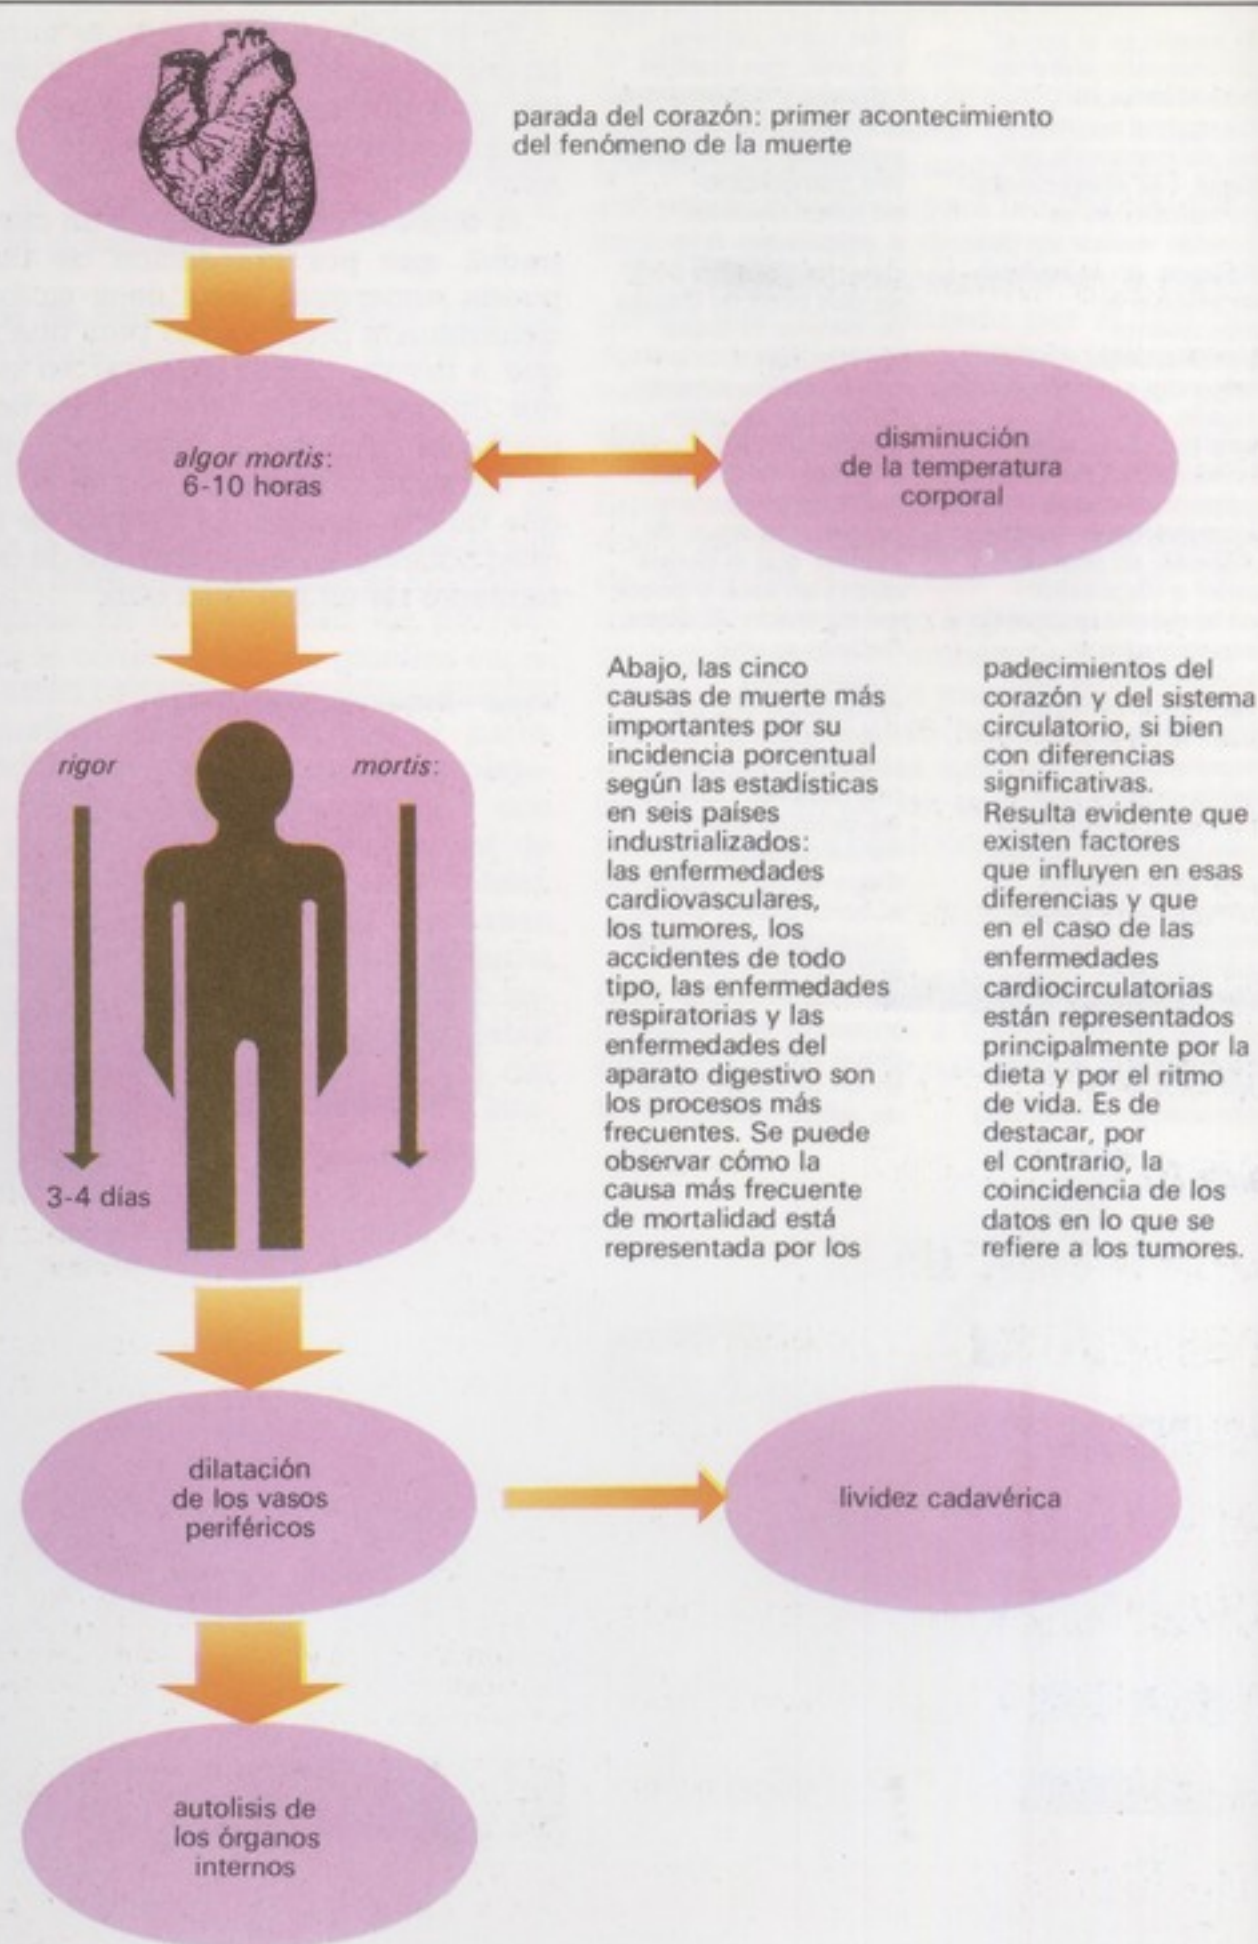 parada del corazón: primer acontecimiento
del fenómeno de la muerte
algor mortis:
6-10 horas
disminución
de la temperatura
corporal
rigor mortis:
3-4 días
Abajo, las cinco
causas de muerte más
importantes por su
incidencia porcentual
según las estadísticas
en seis países
industrializados:
las enfermedades
cardiovasculares,
los tumores, los
accidentes de todo
tipo, las enfermedades
respiratorias y las
enfermedades del
aparato digestivo son
los procesos más
frecuentes. Se puede
observar cómo la
causa más frecuente
de mortalidad está
representada por los
padecimientos del
corazón y del sistema
circulatorio, si bien
con diferencias
significativas.
Resulta evidente que
existen factores
que influyen en esas
diferencias y que
en el caso de las
enfermedades
cardiocirculatorias
están representados
principalmente por la
dieta y por el ritmo
de vida. Es de
destacar, por
el contrario, la
coincidencia de los
datos en lo que se
refiere a los tumores.
dilatación
de los vasos
periféricos
lividez cadavérica
autolisis de
los órganos
internos